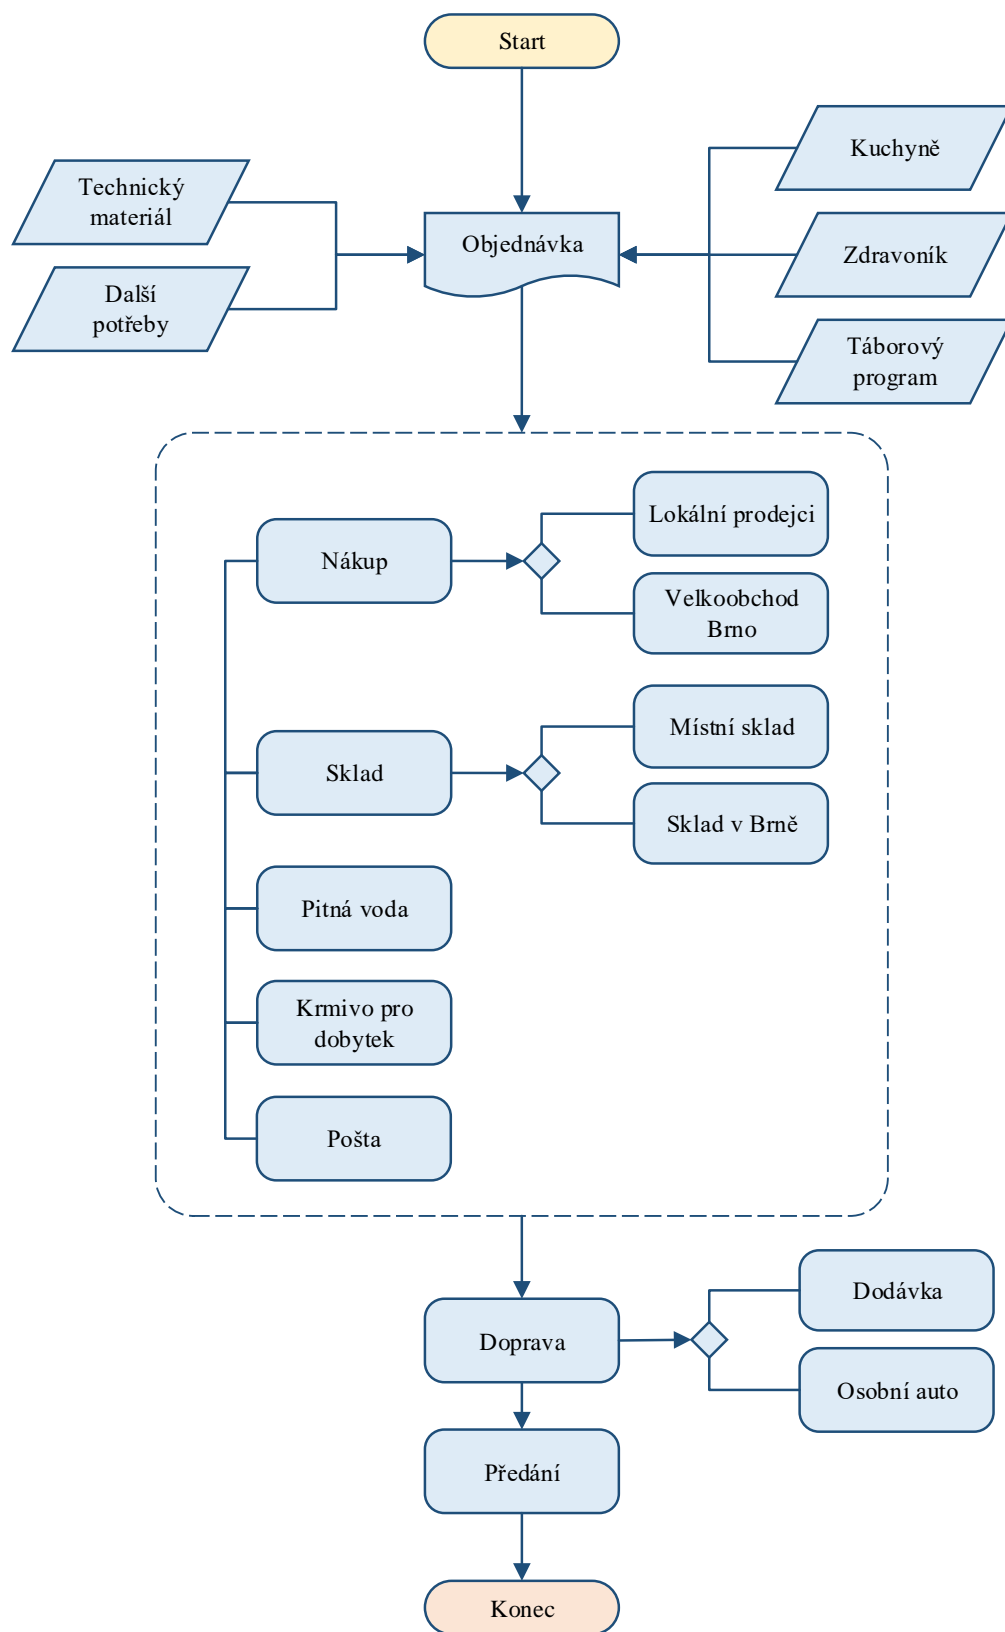 Start
Technický
materiál
Další
potřeby
Objednávka
Kuchyně
Zdravoník
Táborový
program
Nákup
Lokální prodejci
Velkoobchod
Brno
Sklad
Místní sklad
Sklad v Brně
Pitná voda
Krmivo pro
dobytek
Pošta
Doprava
Dodávka
Osobní auto
Předání
Konec